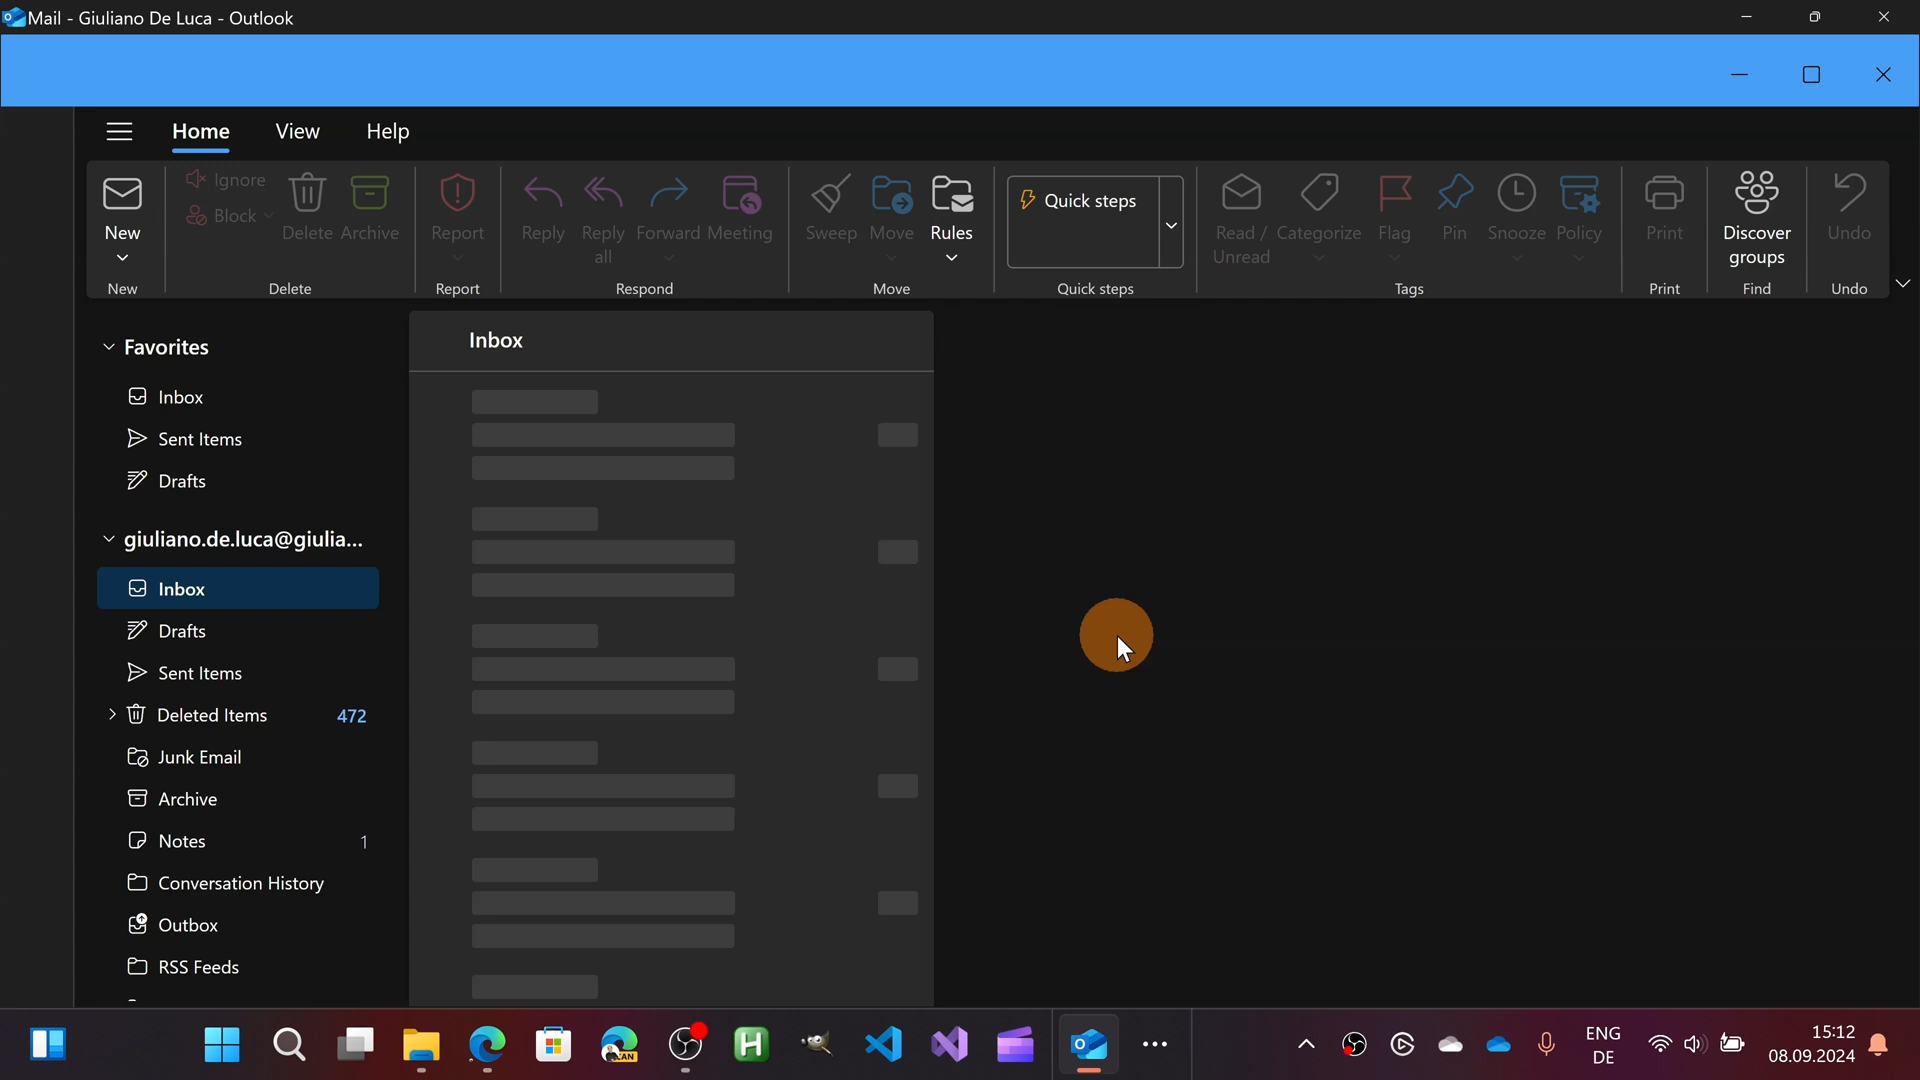 Mail - Giuliano De Luca - Outlook
Home View Help
New
New
Ignore
Block
Delete
Archive
Delete
Report
Report
Reply
Reply all
Forward
Meeting
Respond
Sweep
Move
Rules
Move
Quick steps
Quick steps
Read / Unread
Categorize
Flag
Pin
Snooze
Policy
Tags
Print
Print
Discover groups
Find
Undo
Undo
Favorites
Inbox
Sent Items
Drafts
giuliano.de.luca@giulia...
Inbox
Drafts
Sent Items
Deleted Items 472
Junk Email
Archive
Notes 1
Conversation History
Outbox
RSS Feeds
Inbox
ENG
DE
15:12
08.09.2024